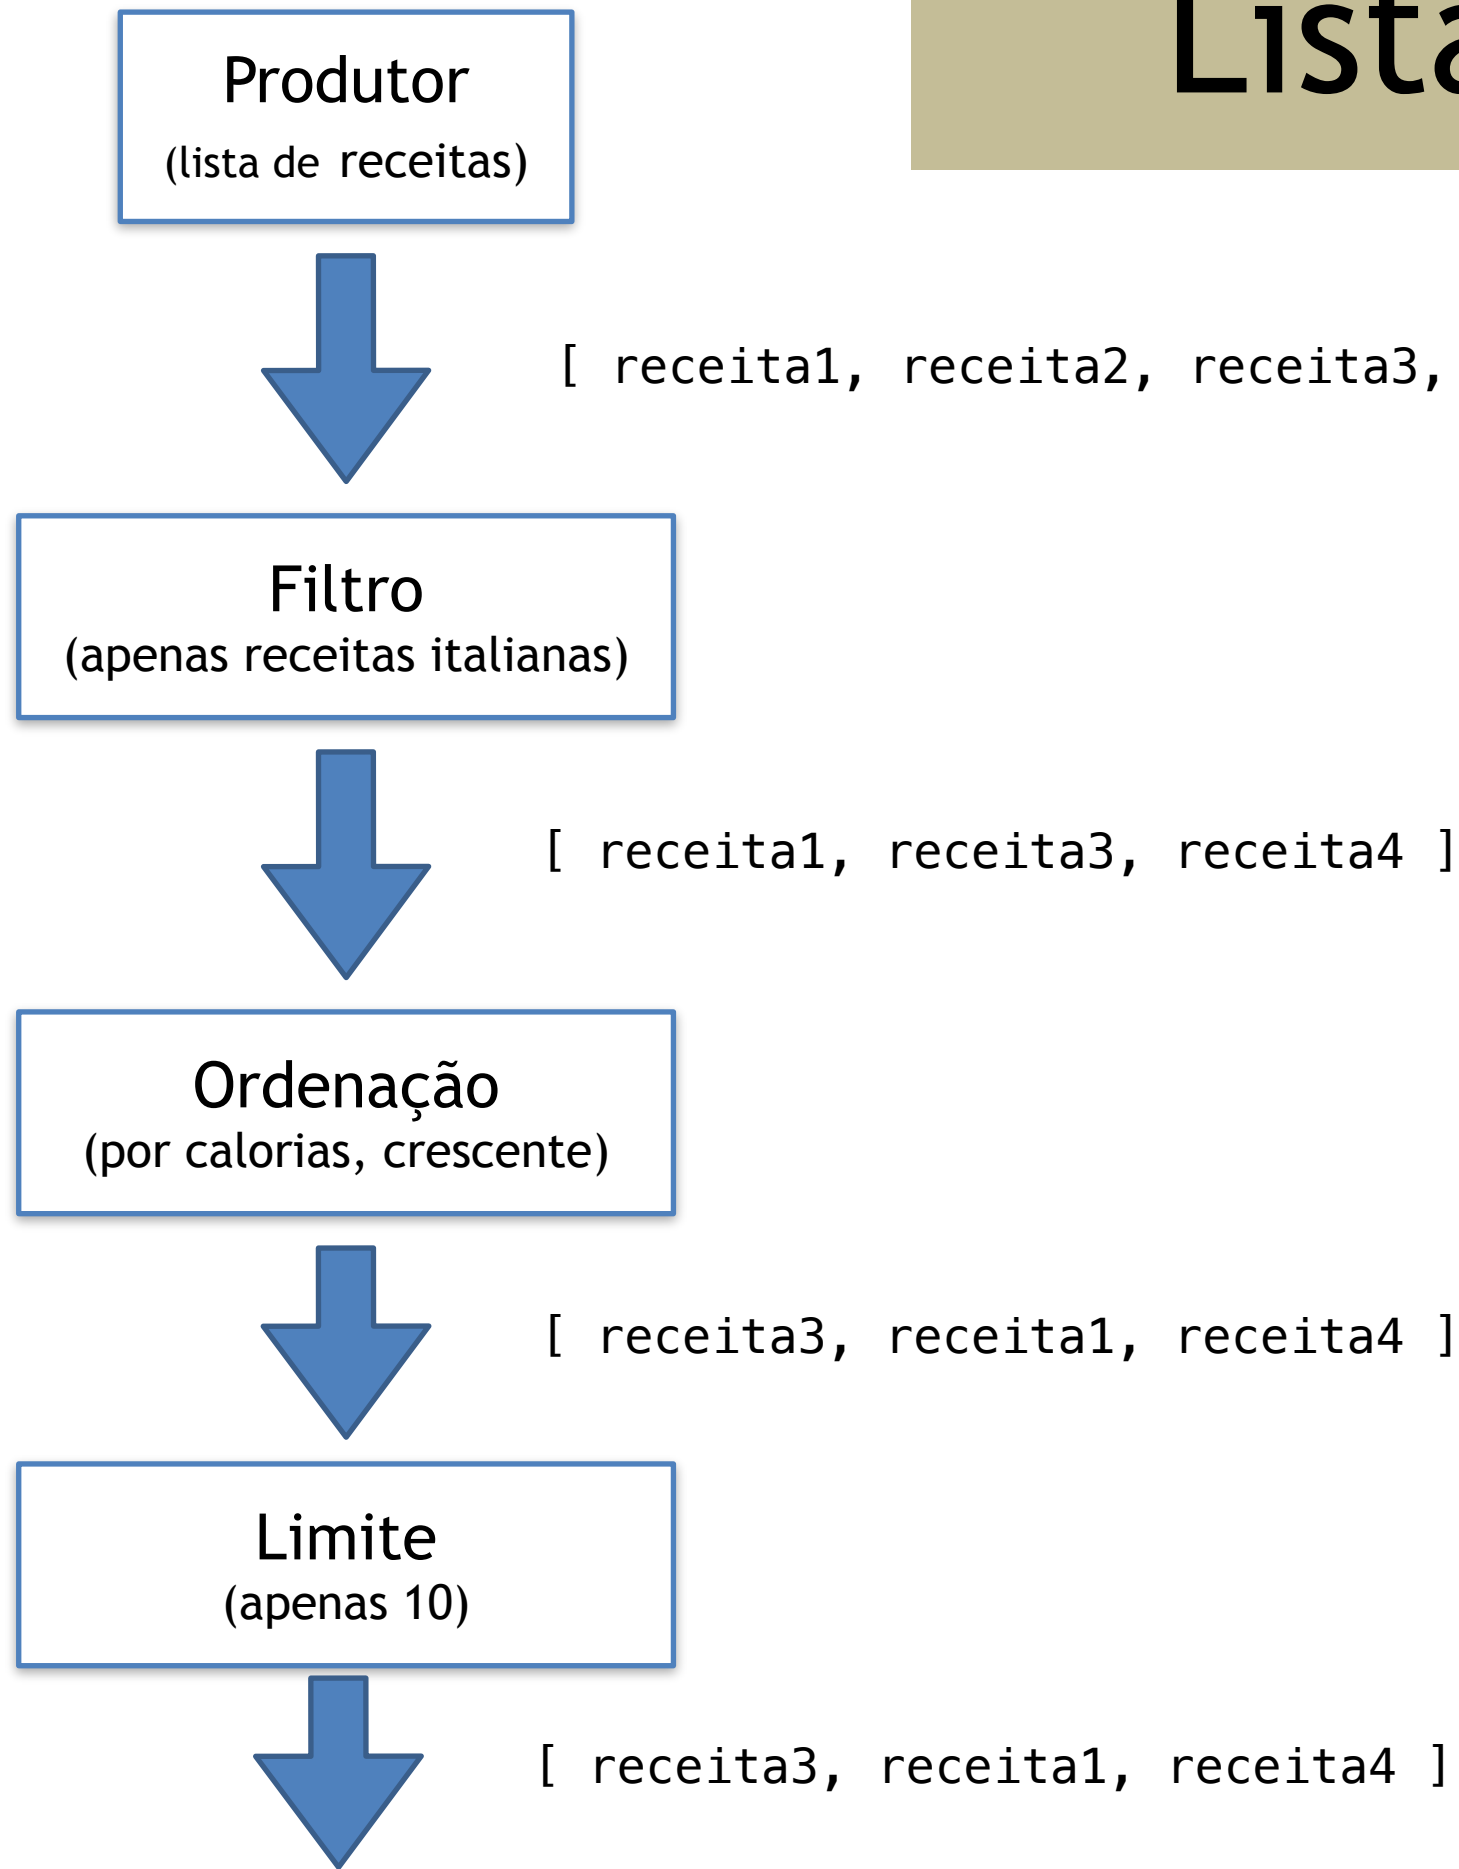 Lista
Produtor
(lista de receitas)
[ receita1, receita2, receita3,
Filtro
(apenas receitas italianas)
[ receita1, receita3, receita4 ]
Ordenação
(por calorias, crescente)
[ receita3, receita1, receita4 ]
Limite
(apenas 10)
[ receita3, receita1, receita4 ]